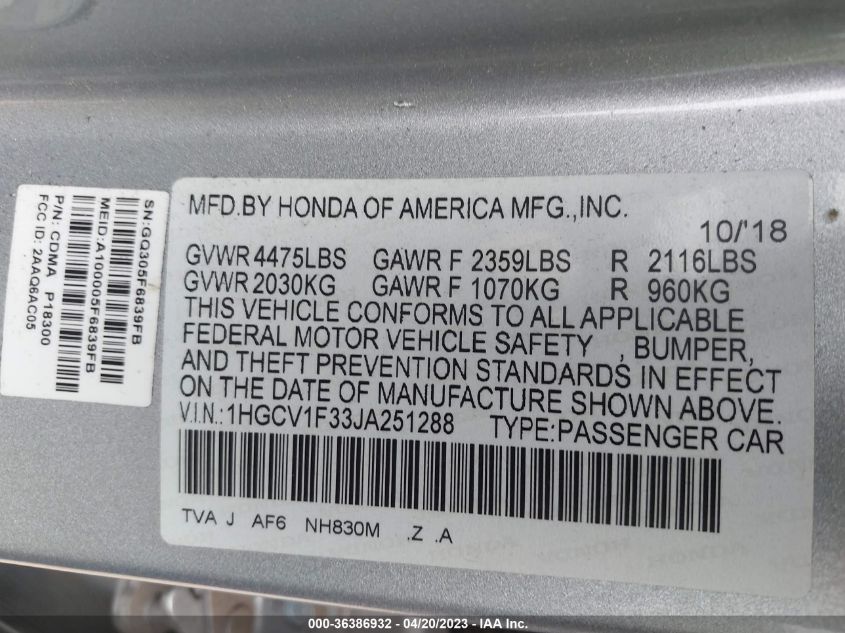 MFD.BY HONDA OF AMERICA MFG.,INC.
10/'18
GVWR 4475LBS GAWR F 2359LBS R 2116LBS
GVWR 2030KG GAWR F 1070KG R 960KG
THIS VEHICLE CONFORMS TO ALL APPLICABLE
FEDERAL MOTOR VEHICLE SAFETY , BUMPER,
AND THEFT PREVENTION STANDARDS IN EFFECT
ON THE DATE OF MANUFACTURE SHOWN ABOVE.
V.I.N.:1HGCV1F33JA251288 TYPE:PASSENGER CAR
TVA J AF6 NH830M .Z .A
SN:GQ305F6839FB
MEID:A100005F6839FB
P/N: CDMA P18300
FCC ID: 2AAQ6AC05
000-36386932 - 04/20/2023 - IAAI.COM